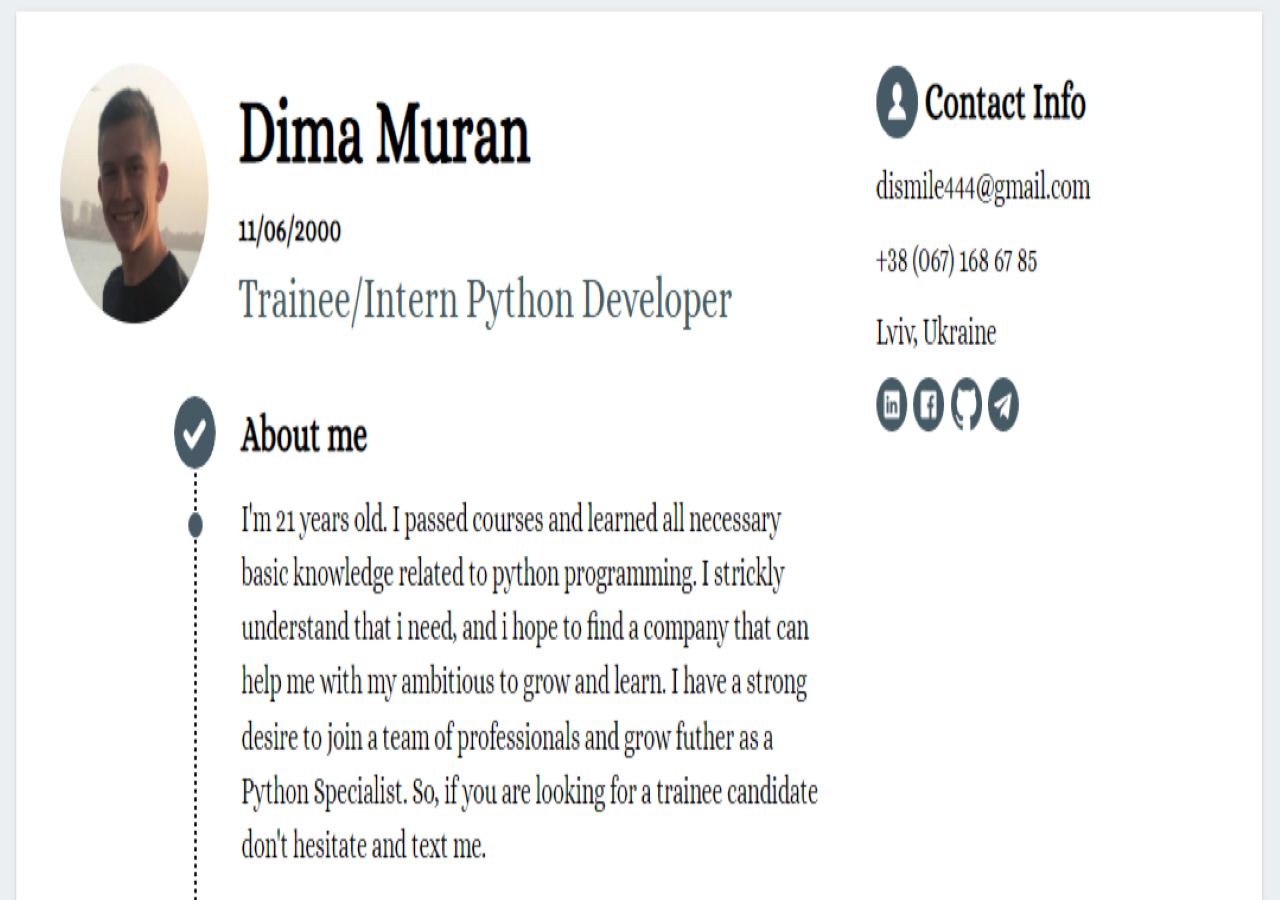 Dima Muran
11/06/2000
Trainee/Intern Python Developer
Contact Info
dismile444@gmail.com
+38 (067) 168 67 85
Lviv, Ukraine
in
f
About me
I'm 21 years old. I passed courses and learned all necessary
basic knowledge related to python programming. I strickly
understand that i need, and i hope to find a company that can
help me with my ambitious to grow and learn. I have a strong
desire to join a team of professionals and grow futher as a
Python Specialist. So, if you are looking for a trainee candidate
don't hesitate and text me.